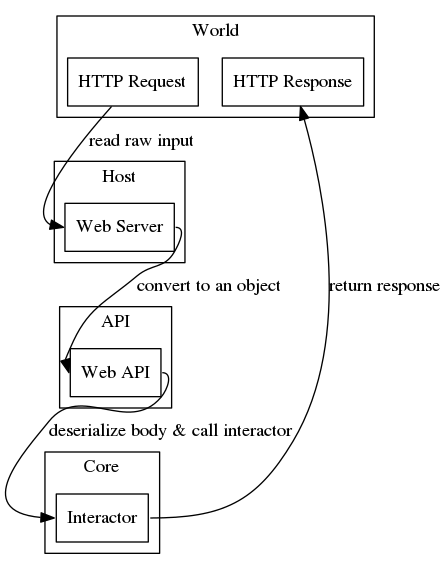 World
HTTP Request
HTTP Response
read raw input
Host
Web Server
convert to an object
return response
API
Web API
deserialize body & call interactor
Core
Interactor